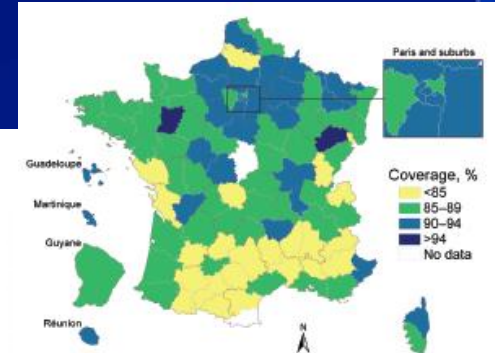 Paris and suburbs
Guadeloupe
Martinique
Guyane
Réunion
Coverage, %
<85
85–89
90–94
>94
No data
N